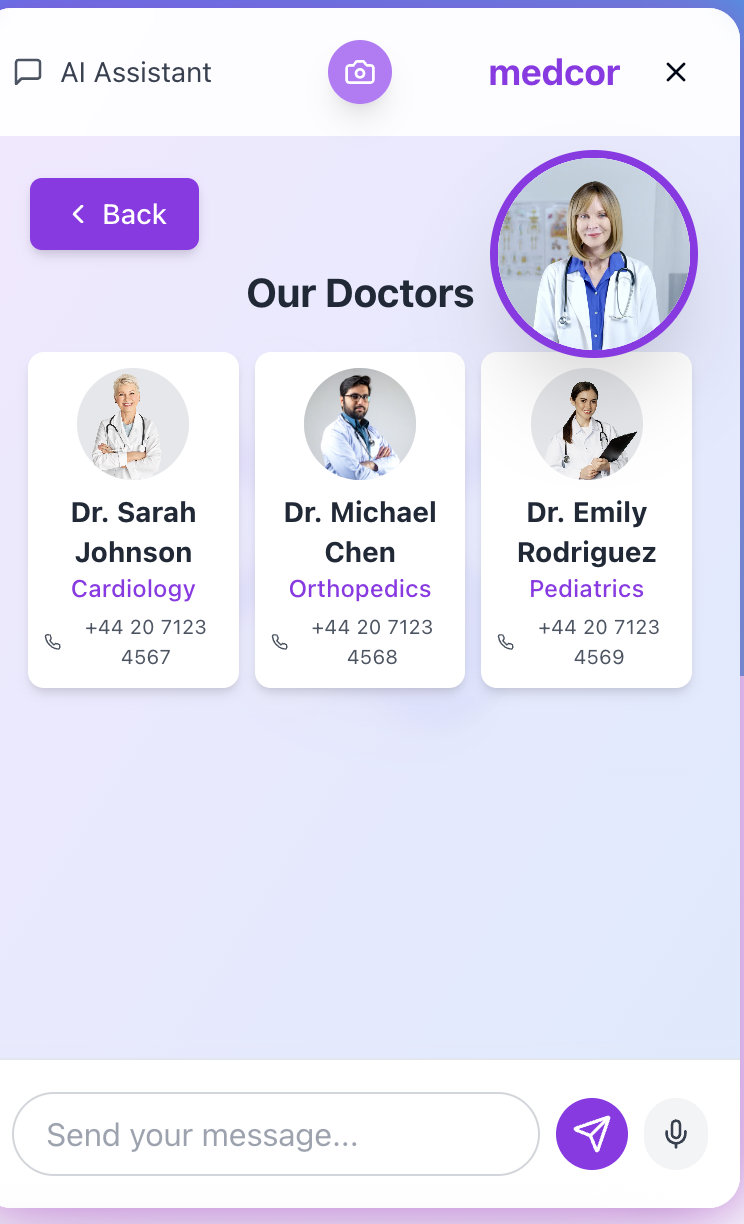 AI Assistant
medcor
Back
Our Doctors
Dr. Sarah
Johnson
Cardiology
+44 20 7123
4567
Dr. Michael
Chen
Orthopedics
+44 20 7123
4568
Dr. Emily
Rodriguez
Pediatrics
+44 20 7123
4569
Send your message...